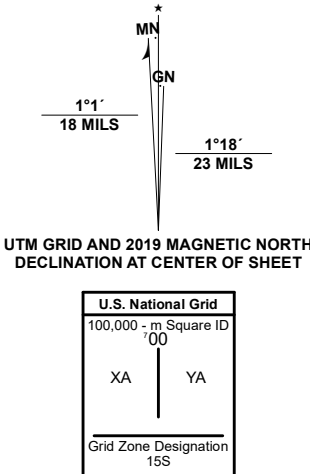 ★
MN
GN
1°1´
18 MILS
1°18´
23 MILS
UTM GRID AND 2019 MAGNETIC NORTH
DECLINATION AT CENTER OF SHEET
U.S. National Grid
100,000 - m Square ID
⁷00
XA YA
Grid Zone Designation
15S